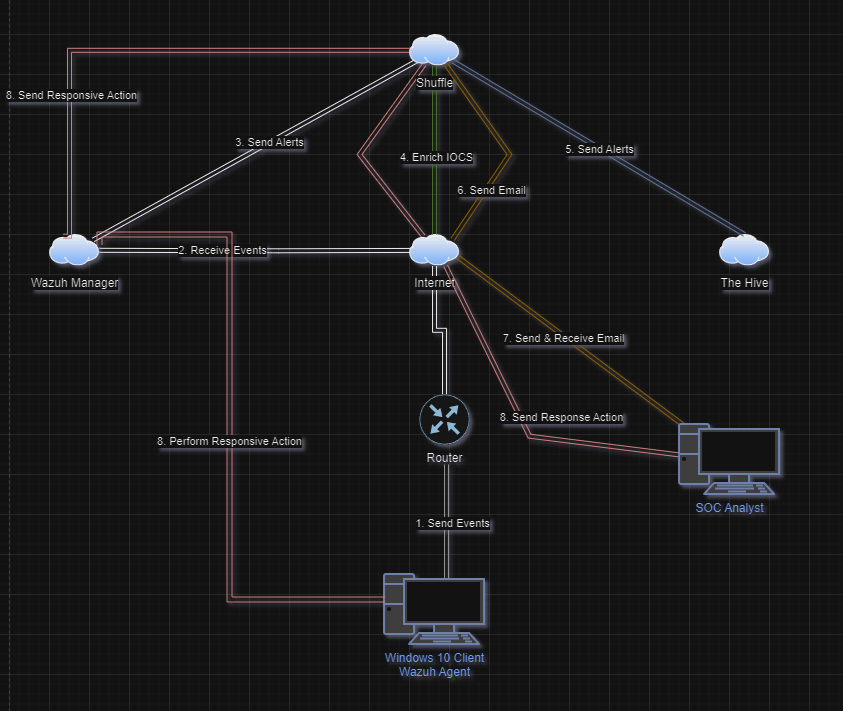 Shuffle
8. Send Responsive Action
3. Send Alerts
5. Send Alerts
4. Enrich IOCS
6. Send Email
2. Receive Events
Wazuh Manager
Internet
The Hive
7. Send & Receive Email
8. Send Response Action
8. Perform Responsive Action
Router
SOC Analyst
1. Send Events
Windows 10 Client
Wazuh Agent